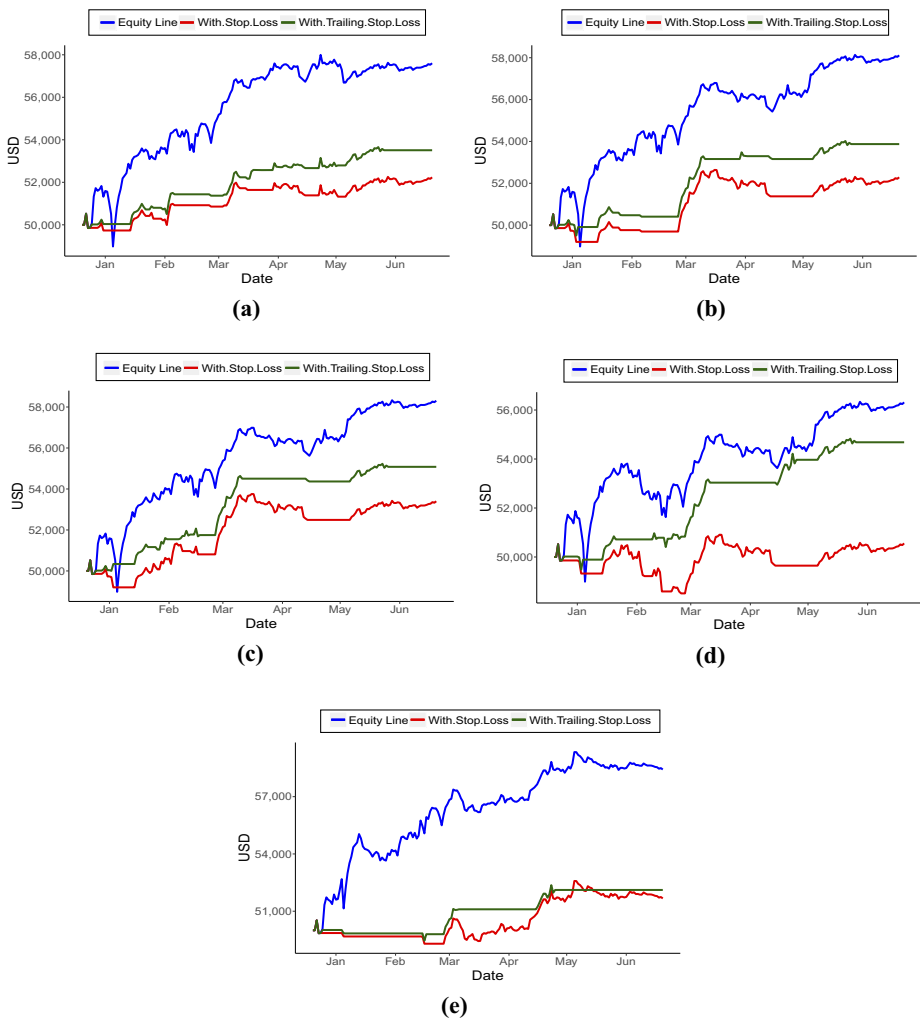 Equity Line With.Stop.Loss With.Trailing.Stop.Loss
58,000
56,000
54,000
52,000
50,000
USD
Jan Feb Mar Apr May Jun
Date
(a)
Equity Line With.Stop.Loss With.Trailing.Stop.Loss
58,000
56,000
54,000
52,000
50,000
USD
Jan Feb Mar Apr May Jun
Date
(b)
Equity Line With.Stop.Loss With.Trailing.Stop.Loss
58,000
56,000
54,000
52,000
50,000
USD
Jan Feb Mar Apr May Jun
Date
(c)
Equity Line With.Stop.Loss With.Trailing.Stop.Loss
56,000
54,000
52,000
50,000
USD
Jan Feb Mar Apr May Jun
Date
(d)
Equity Line With.Stop.Loss With.Trailing.Stop.Loss
57,000
54,000
51,000
USD
Jan Feb Mar Apr May Jun
Date
(e)